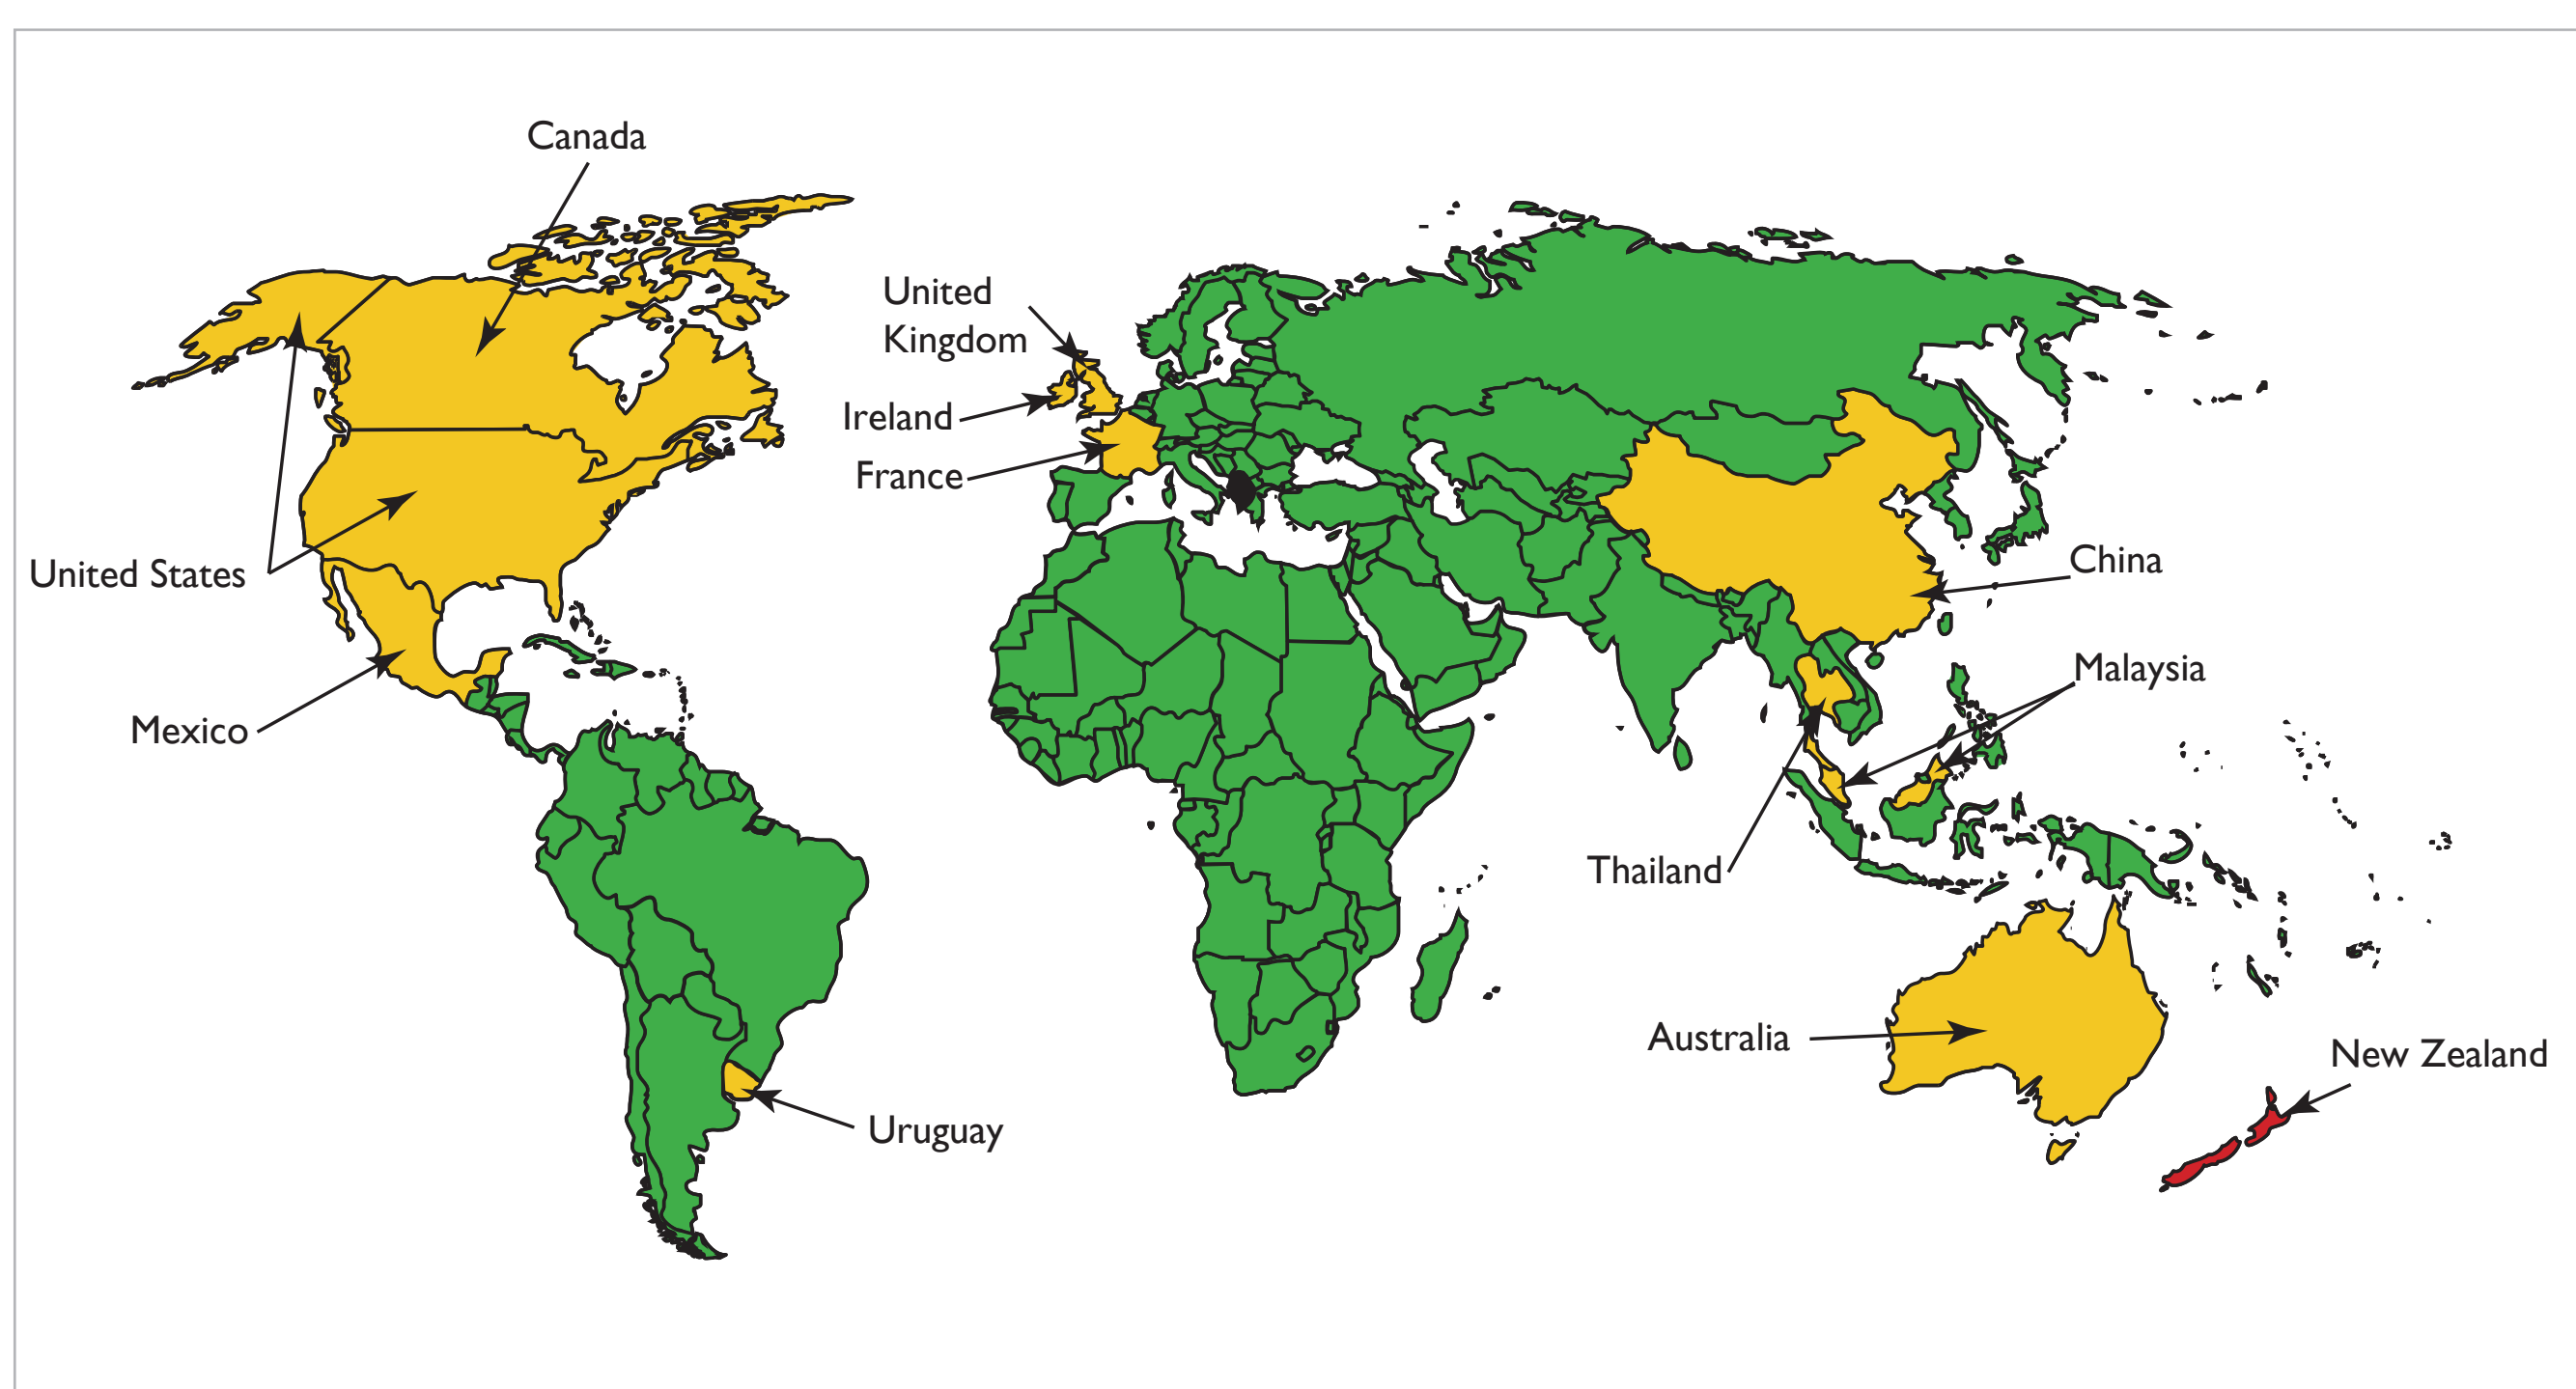 Canada
United
Kingdom
Ireland
France
United States
Mexico
China
Malaysia
Thailand
Australia
New Zealand
Uruguay